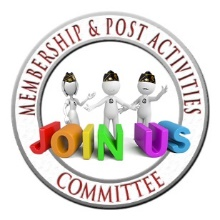 MEMBERSHIP & POST ACTIVITIES
JOIN US
COMMITTEE